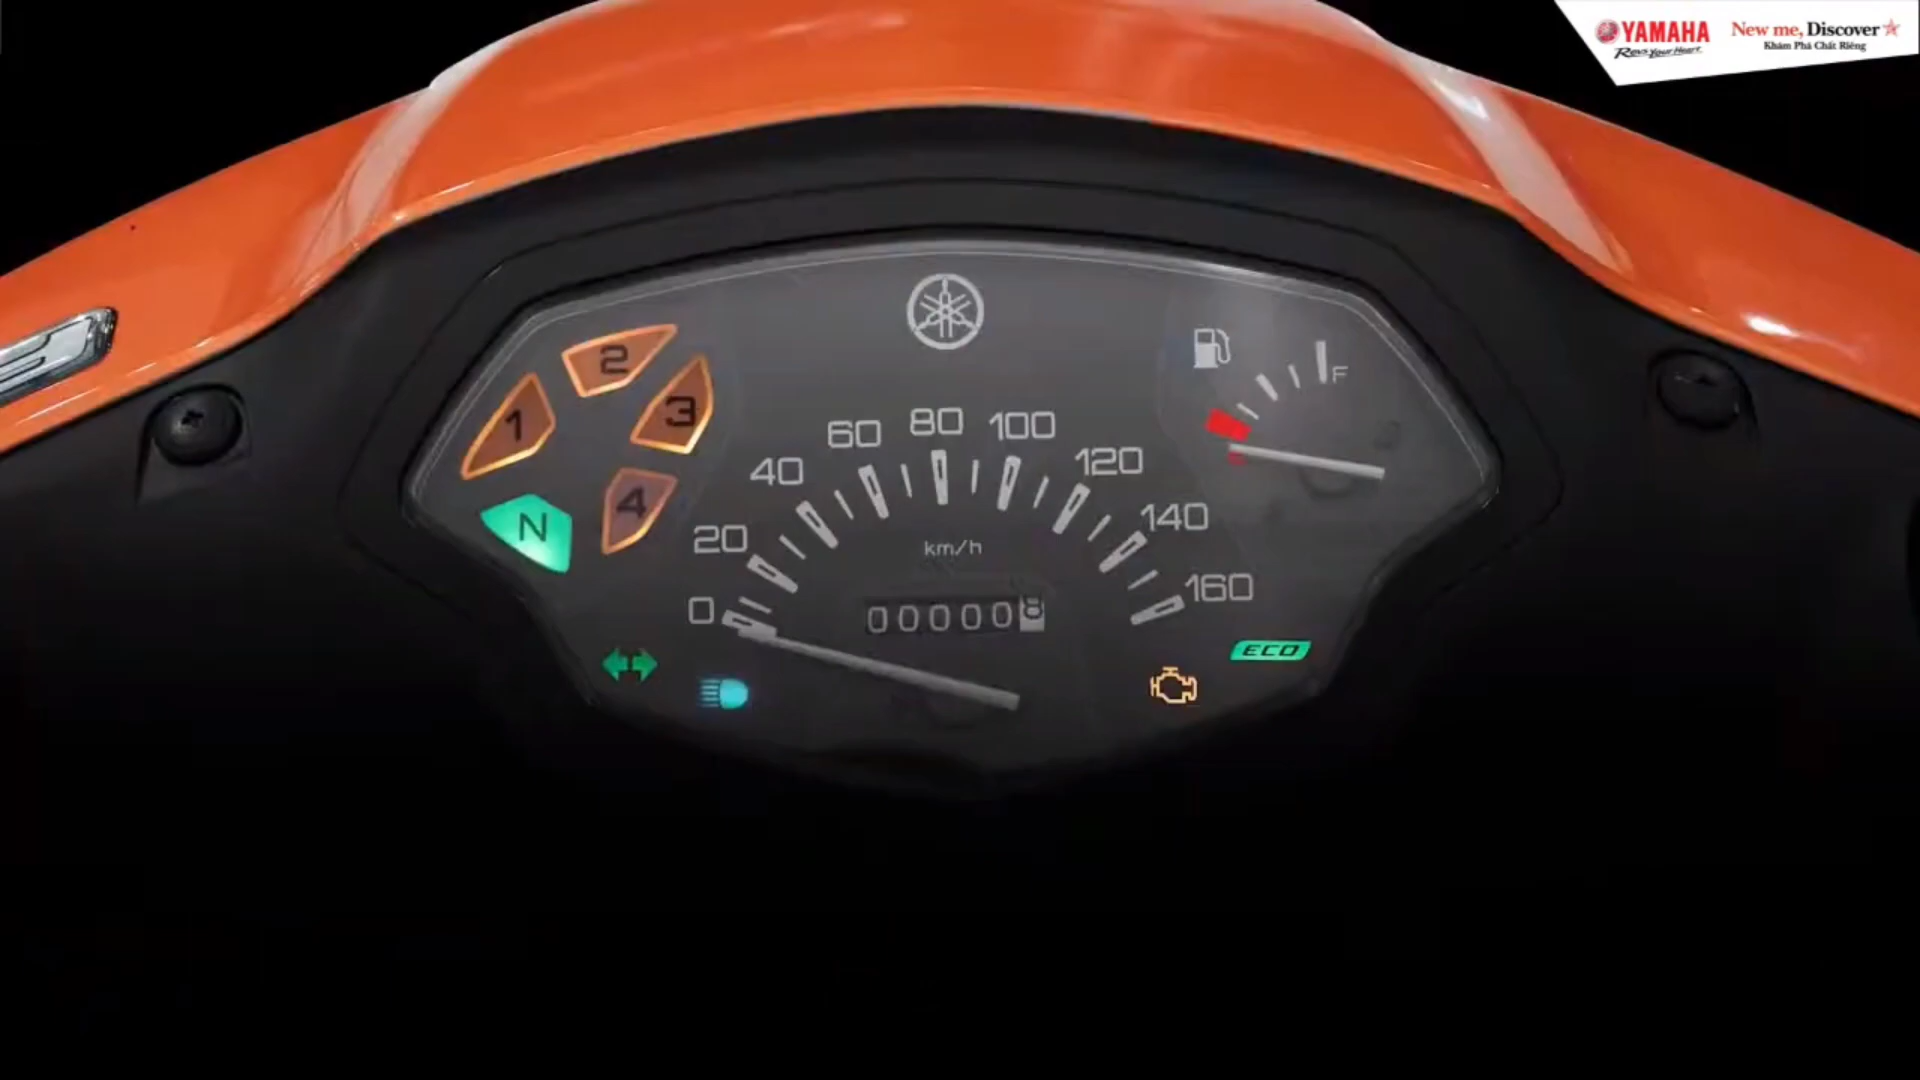 YAMAHA
Revs Your Heart
New me, Discover
Khám Phá Chất Riêng
1
2
3
4
N
0
20
40
60
80
100
120
140
160
km/h
000008
F
E
ECO